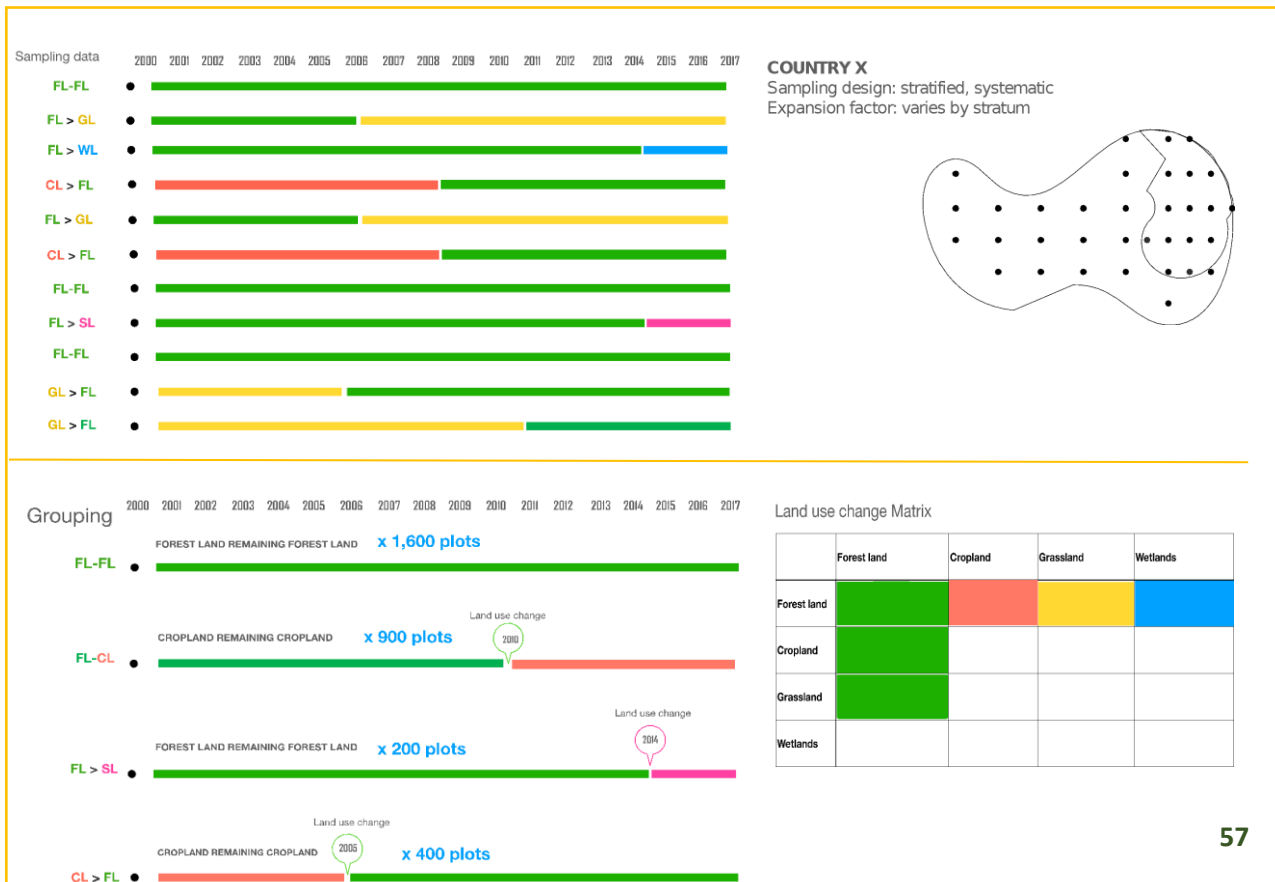 Sampling data
2000 2001 2002 2003 2004 2005 2006 2007 2008 2009 2010 2011 2012 2013 2014 2015 2016 2017
FL-FL
FL > GL
FL > WL
CL > FL
FL > GL
CL > FL
FL-FL
FL > SL
FL-FL
GL > FL
GL > FL
COUNTRY X
Sampling design: stratified, systematic
Expansion factor: varies by stratum
Grouping
2000 2001 2002 2003 2004 2005 2006 2007 2008 2009 2010 2011 2012 2013 2014 2015 2016 2017
FOREST LAND REMAINING FOREST LAND x 1,600 plots
FL-FL
Land use change
CROPLAND REMAINING CROPLAND x 900 plots 2010
FL-CL
Land use change
2014
FOREST LAND REMAINING FOREST LAND x 200 plots
FL > SL
Land use change
CROPLAND REMAINING CROPLAND 2005 x 400 plots
CL > FL
Land use change Matrix
Forest land Cropland Grassland Wetlands
Forest land
Cropland
Grassland
Wetlands
57